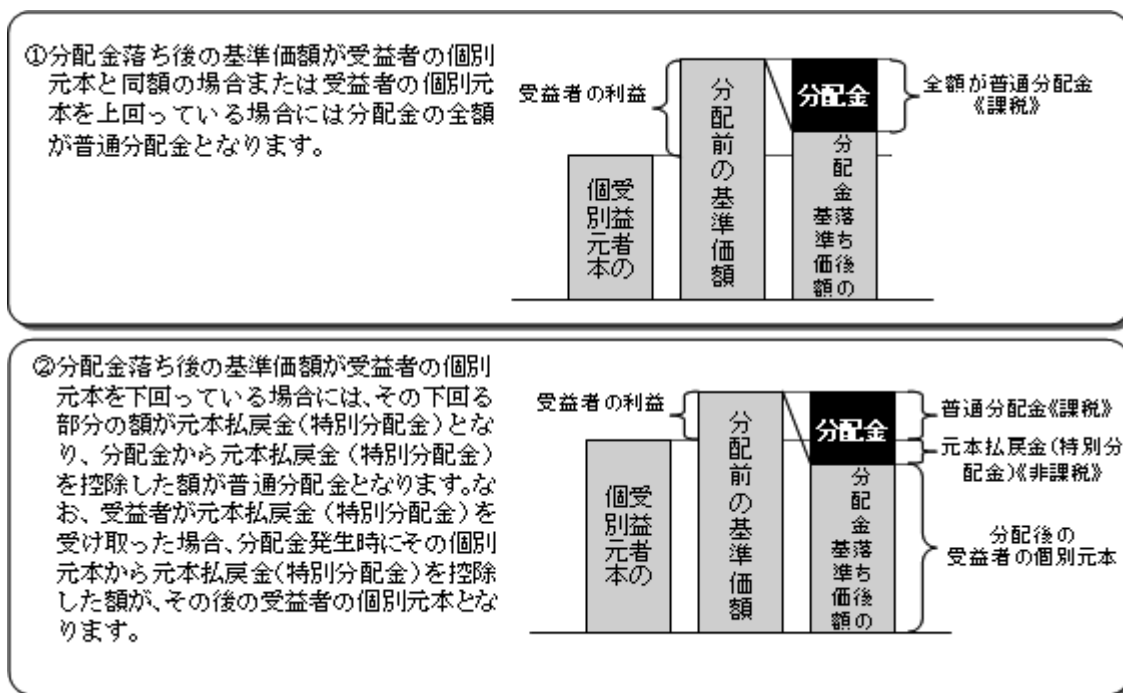 ①分配金落ち後の基準価額が受益者の個別
元本と同額の場合または受益者の個別元
本を上回っている場合には分配金の全額
が普通分配金となります。
受益者の利益
受益者の
個別元本
分配前の基準価額
分配金
分配金落ち後の
基準価額
全額が普通分配金
《課税》
②分配金落ち後の基準価額が受益者の個別
元本を下回っている場合には、その下回る
部分の額が元本払戻金(特別分配金)とな
り、分配金から元本払戻金(特別分配金)
を控除した額が普通分配金となります。な
お、受益者が元本払戻金(特別分配金)を
受け取った場合、分配金発生時にその個別
元本から元本払戻金(特別分配金)を控除
した額が、その後の受益者の個別元本とな
ります。
受益者の利益
受益者の
個別元本
分配前の基準価額
分配金
分配金落ち後の
基準価額
普通分配金《課税》
元本払戻金(特別分
配金)《非課税》
分配後の
受益者の個別元本